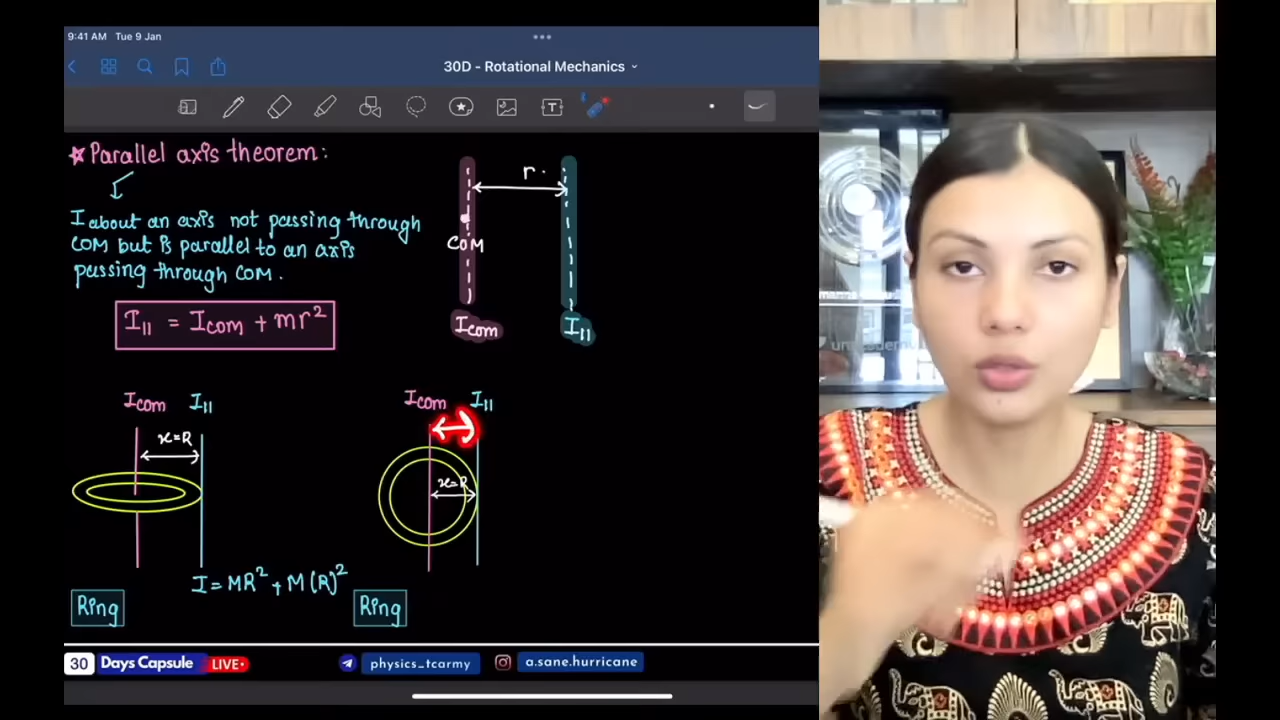 9:41 AM Tue 9 Jan
30D - Rotational Mechanics
★ Parallel axis theorem:
I about an axis not passing through
COM but is parallel to an axis
passing through COM.
I|| = Icom + mr²
r.
COM
Icom
I||
Icom I||
x=R
Ring
I = MR² + M(R)²
Icom I||
x=R
Ring
30 Days Capsule LIVE
physics_tcarmy
a.sane.hurricane